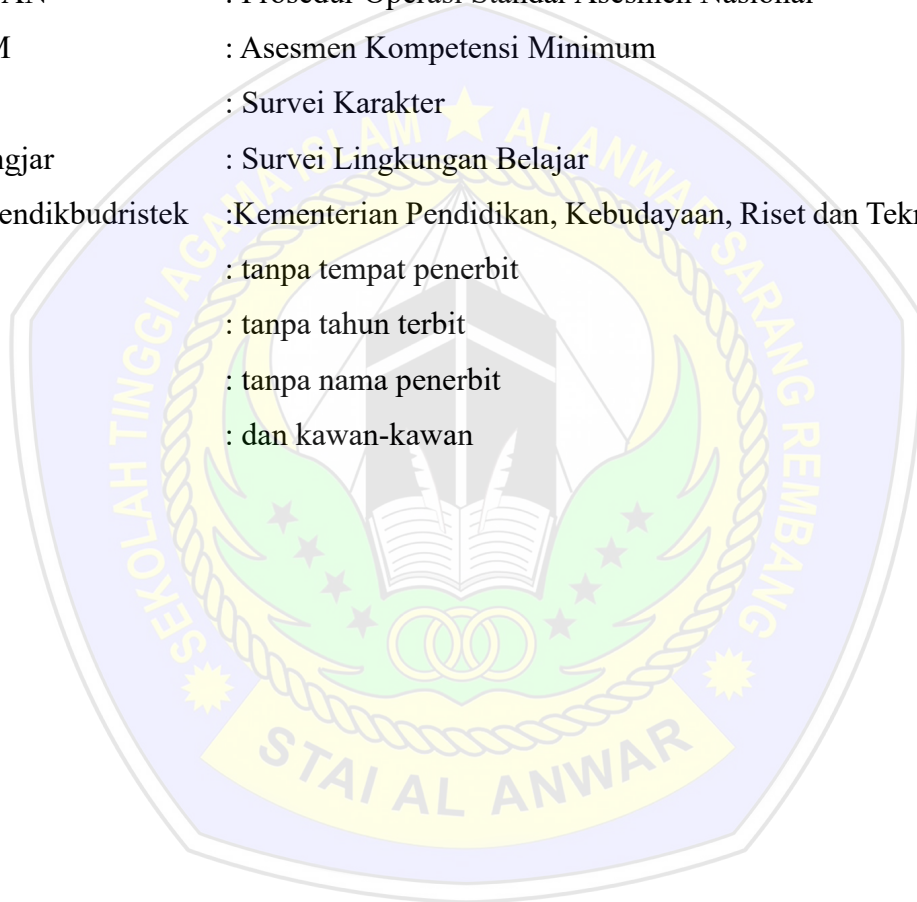 AN : Prosedur Operasi Standar Asesmen Nasional
M : Asesmen Kompetensi Minimum
: Survei Karakter
ngjar : Survei Lingkungan Belajar
endikbudristek :Kementerian Pendidikan, Kebudayaan, Riset dan Tekn
: tanpa tempat penerbit
: tanpa tahun terbit
: tanpa nama penerbit
: dan kawan-kawan
SEKOLAH TINGGI AGAMA ISLAM AL ANWAR SARANG REMBANG
STAI AL ANWAR